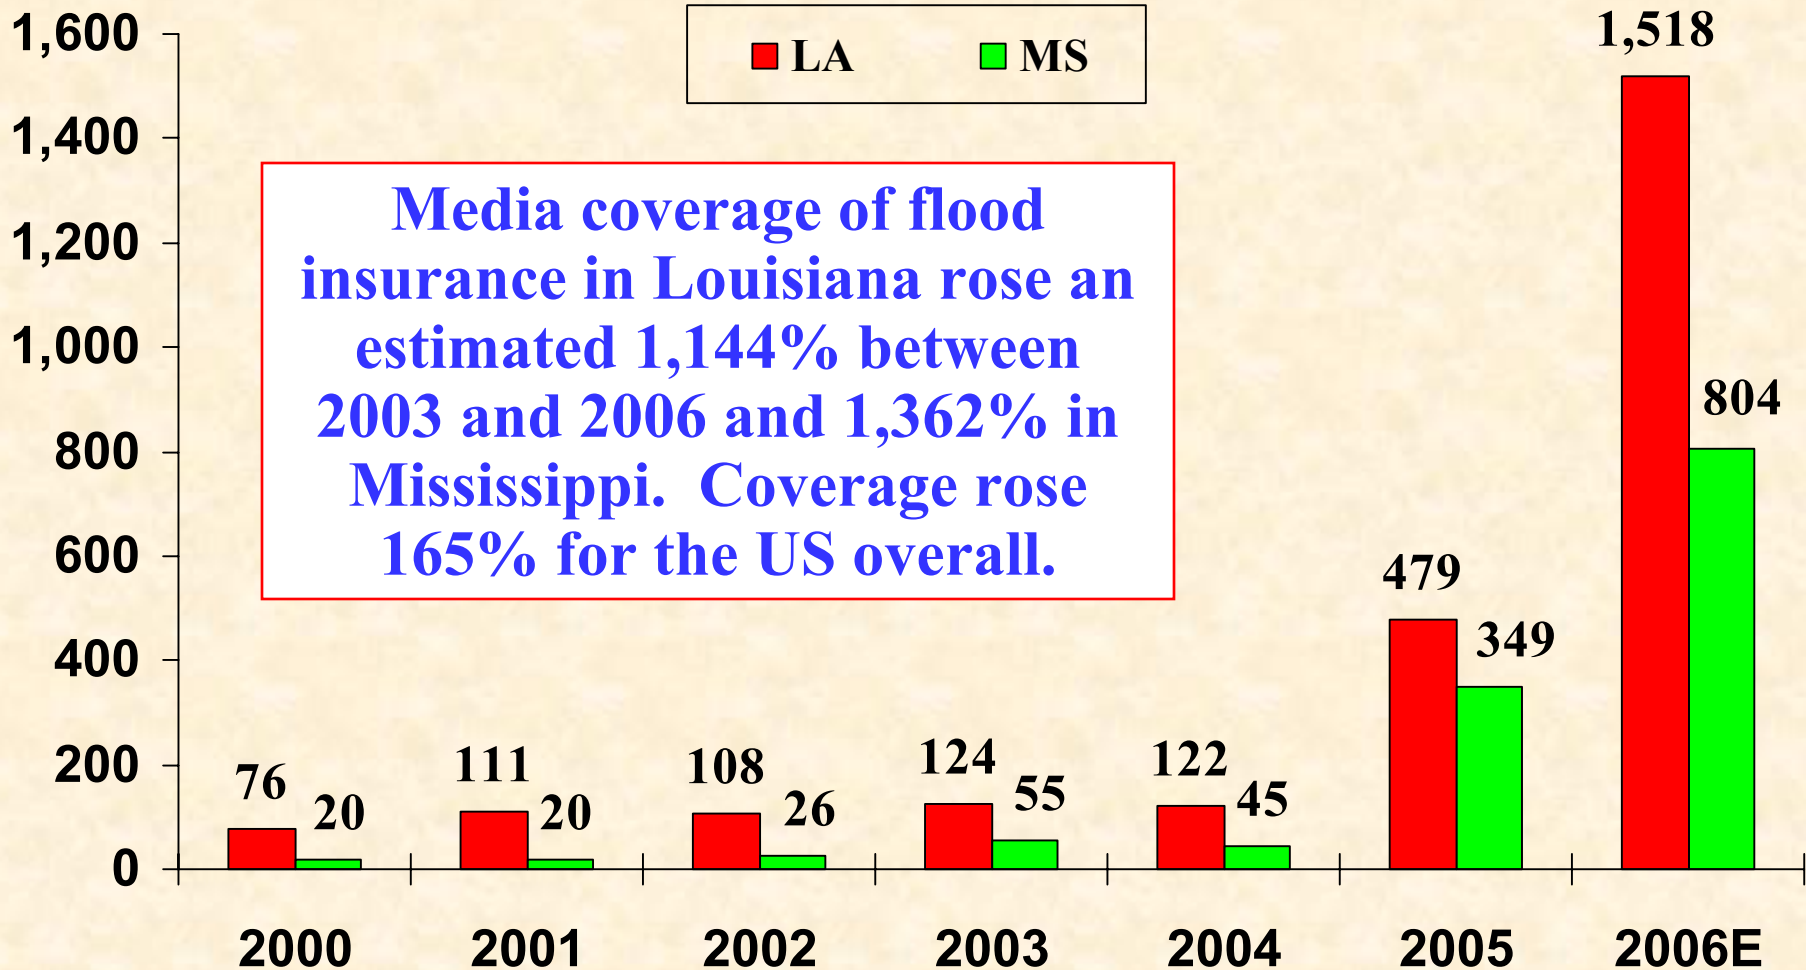 LA MS
1,600
1,400
1,200
1,000
800
600
400
200
0
Media coverage of flood
insurance in Louisiana rose an
estimated 1,144% between
2003 and 2006 and 1,362% in
Mississippi.  Coverage rose
165% for the US overall.
76 20 111 20 108 26 124 55 122 45 479 349 1,518 804
2000 2001 2002 2003 2004 2005 2006E